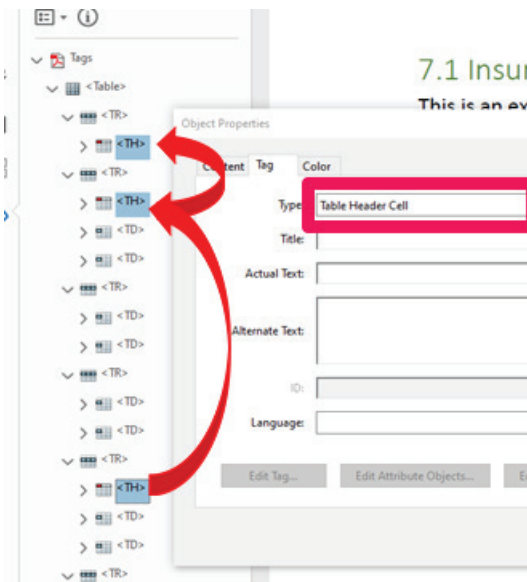 Tags
<Table>
<TR>
<TH>
<TR>
<TH>
<TD>
<TD>
<TR>
<TD>
<TD>
<TR>
<TD>
<TD>
<TR>
<TH>
<TD>
<TD>
<TR>
7.1 Insur
This is an ex
Object Properties
Content Tag Color
Type: Table Header Cell
Title:
Actual Text:
Alternate Text:
ID:
Language:
Edit Tag... Edit Attribute Objects...